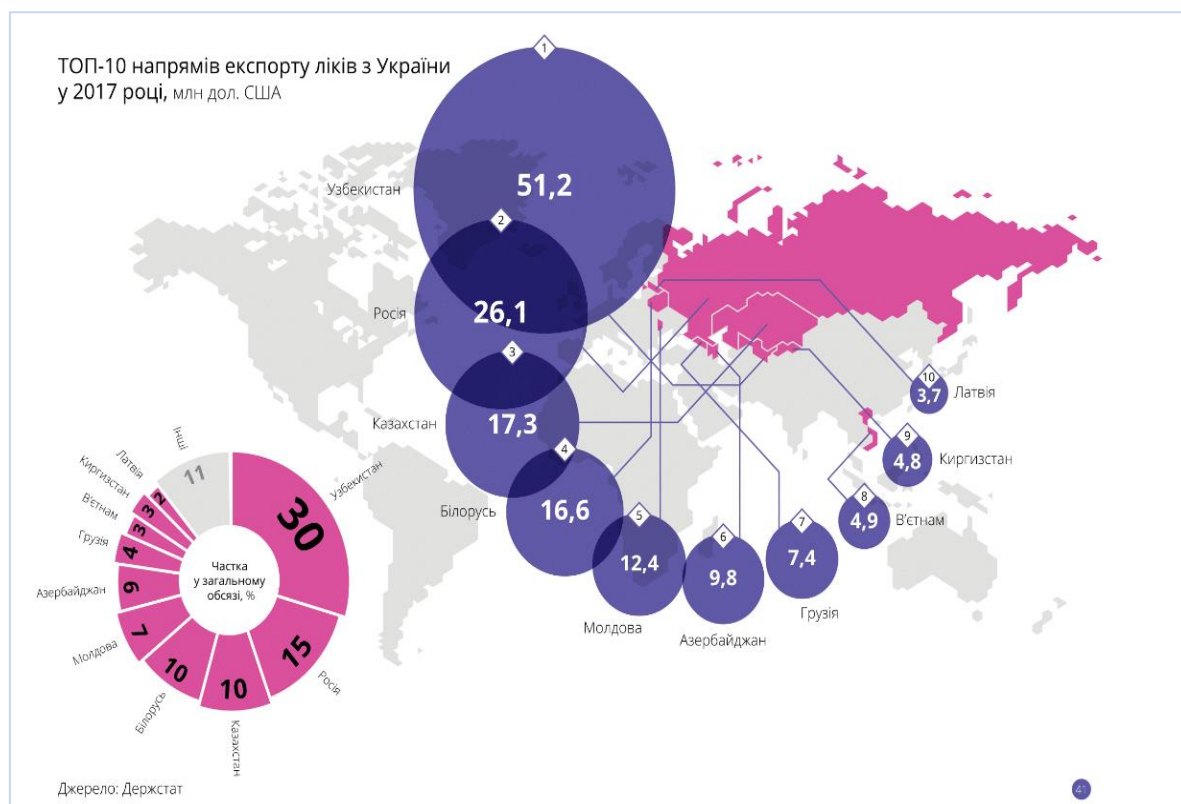 ТОП-10 напрямів експорту ліків з України
у 2017 році, млн дол. США
1
Узбекистан
51,2
2
Росія
26,1
3
Казахстан
17,3
4
Білорусь
16,6
5
12,4
Молдова
6
9,8
Азербайджан
7
7,4
Грузія
8
4,9
В'єтнам
9
4,8
Киргизстан
10
3,7
Латвія
Частка
у загальному
обсязі, %
Узбекистан
30
Росія
15
Казахстан
10
Білорусь
10
Молдова
7
Азербайджан
6
Грузія
4
В'єтнам
3
Киргизстан
3
Латвія
2
Інші
11
Джерело: Держстат
41